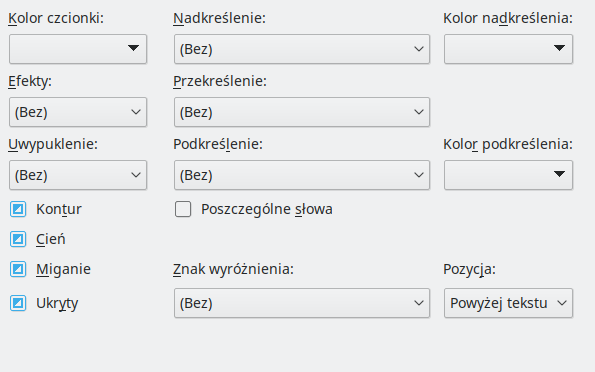 Kolor czcionki: Nadkreślenie: Kolor nadkreślenia:
(Bez)
Efekty: Przekreślenie:
(Bez) (Bez)
Uwypuklenie: Podkreślenie: Kolor podkreślenia:
(Bez) (Bez)
Kontur Poszczególne słowa
Cień
Miganie Znak wyróżnienia: Pozycja:
Ukryty (Bez) Powyżej tekstu